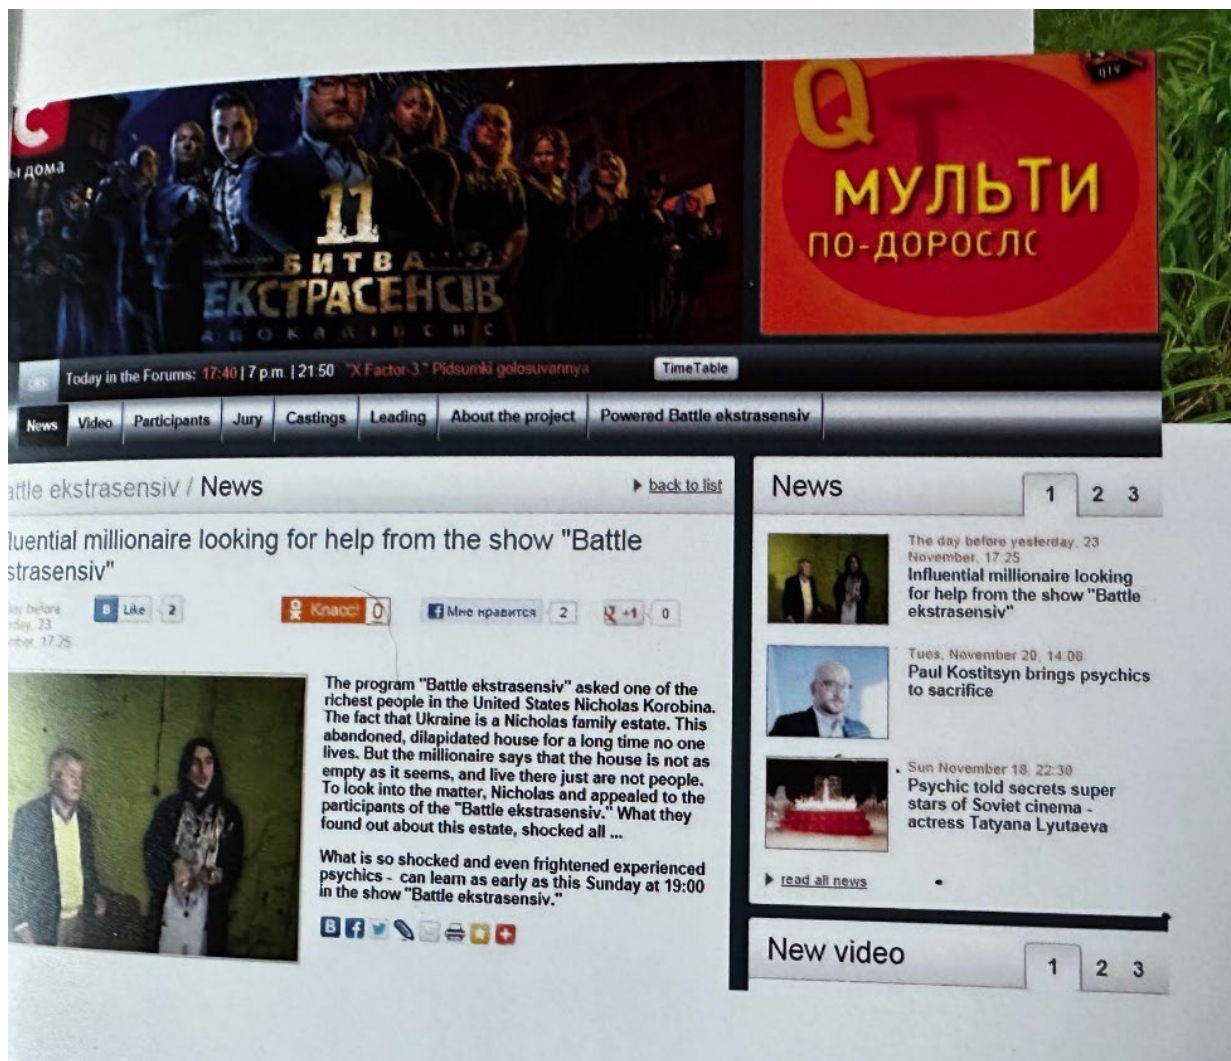 ы дома
11
БИТВА
ЕКСТРАСЕНСІВ
АПОКАЛІПСИС
Q
Т
МУЛЬТИ
ПО-ДОРОСЛО
qtv
Today in the Forums: 17:40 | 7 p.m. | 21:50 "X Factor-3." Pidsumki golosuvannya
TimeTable
News Video Participants Jury Castings Leading About the project Powered Battle ekstrasensiv
attle ekstrasensiv / News
back to list
luential millionaire looking for help from the show "Battle
strasensiv"
ay before
day, 23
mber, 17:25
B Like 2
Класс! 0
Мне нравится 2
+1 0
The program "Battle ekstrasensiv" asked one of the
richest people in the United States Nicholas Korobina.
The fact that Ukraine is a Nicholas family estate. This
abandoned, dilapidated house for a long time no one
lives. But the millionaire says that the house is not as
empty as it seems, and live there just are not people.
To look into the matter, Nicholas and appealed to the
participants of the "Battle ekstrasensiv." What they
found out about this estate, shocked all ...
What is so shocked and even frightened experienced
psychics - can learn as early as this Sunday at 19:00
in the show "Battle ekstrasensiv."
News
1 2 3
The day before yesterday, 23
November, 17:25
Influential millionaire looking
for help from the show "Battle
ekstrasensiv"
Tues, November 20, 14:06
Paul Kostitsyn brings psychics
to sacrifice
Sun November 18, 22:30
Psychic told secrets super
stars of Soviet cinema -
actress Tatyana Lyutaeva
read all news
New video
1 2 3